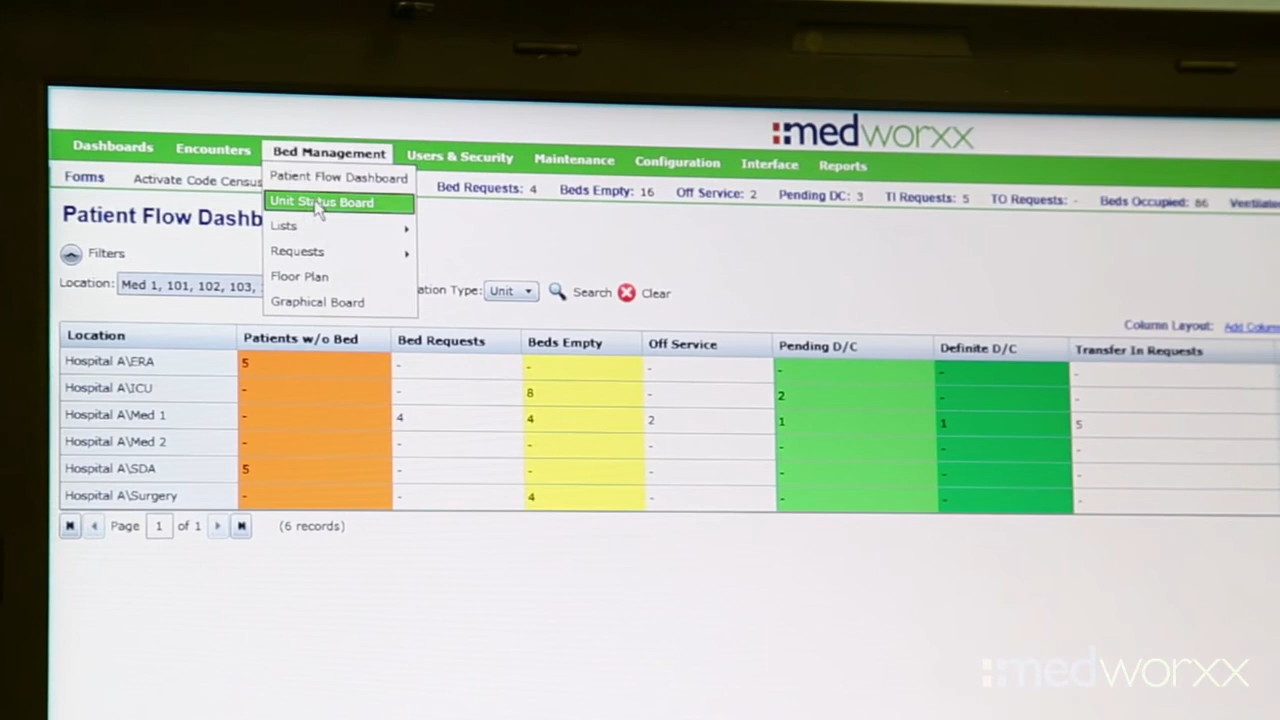 medworxx
Dashboards Encounters Bed Management Users & Security Maintenance Configuration Interface Reports
Forms Activate Code Census Bed Requests: 4 Beds Empty: 16 Off Service: 2 Pending DC: 3 TI Requests: 5 TO Requests: - Beds Occupied: 86
Patient Flow Dashboard
Unit Status Board
Lists
Requests
Floor Plan
Graphical Board
Patient Flow Dashb
Filters
Location: Med 1, 101, 102, 103, ation Type: Unit Search Clear
Column Layout: Add Colum
Location Patients w/o Bed Bed Requests Beds Empty Off Service Pending D/C Definite D/C Transfer In Requests
Hospital A\ERA 5 - - - - - -
Hospital A\ICU - - 8 - 2 - -
Hospital A\Med 1 - 4 4 2 1 1 5
Hospital A\Med 2 - - - - - - -
Hospital A\SDA 5 - - - - - -
Hospital A\Surgery - - 4 - - - -
Page 1 of 1 (6 records)
medworxx